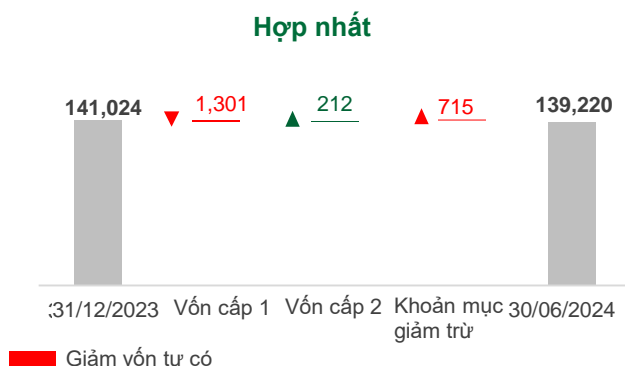 Hợp nhất
141,024
1,301
212
715
139,220
31/12/2023
Vốn cấp 1
Vốn cấp 2
Khoản mục
giảm trừ
30/06/2024
Giảm vốn tự có